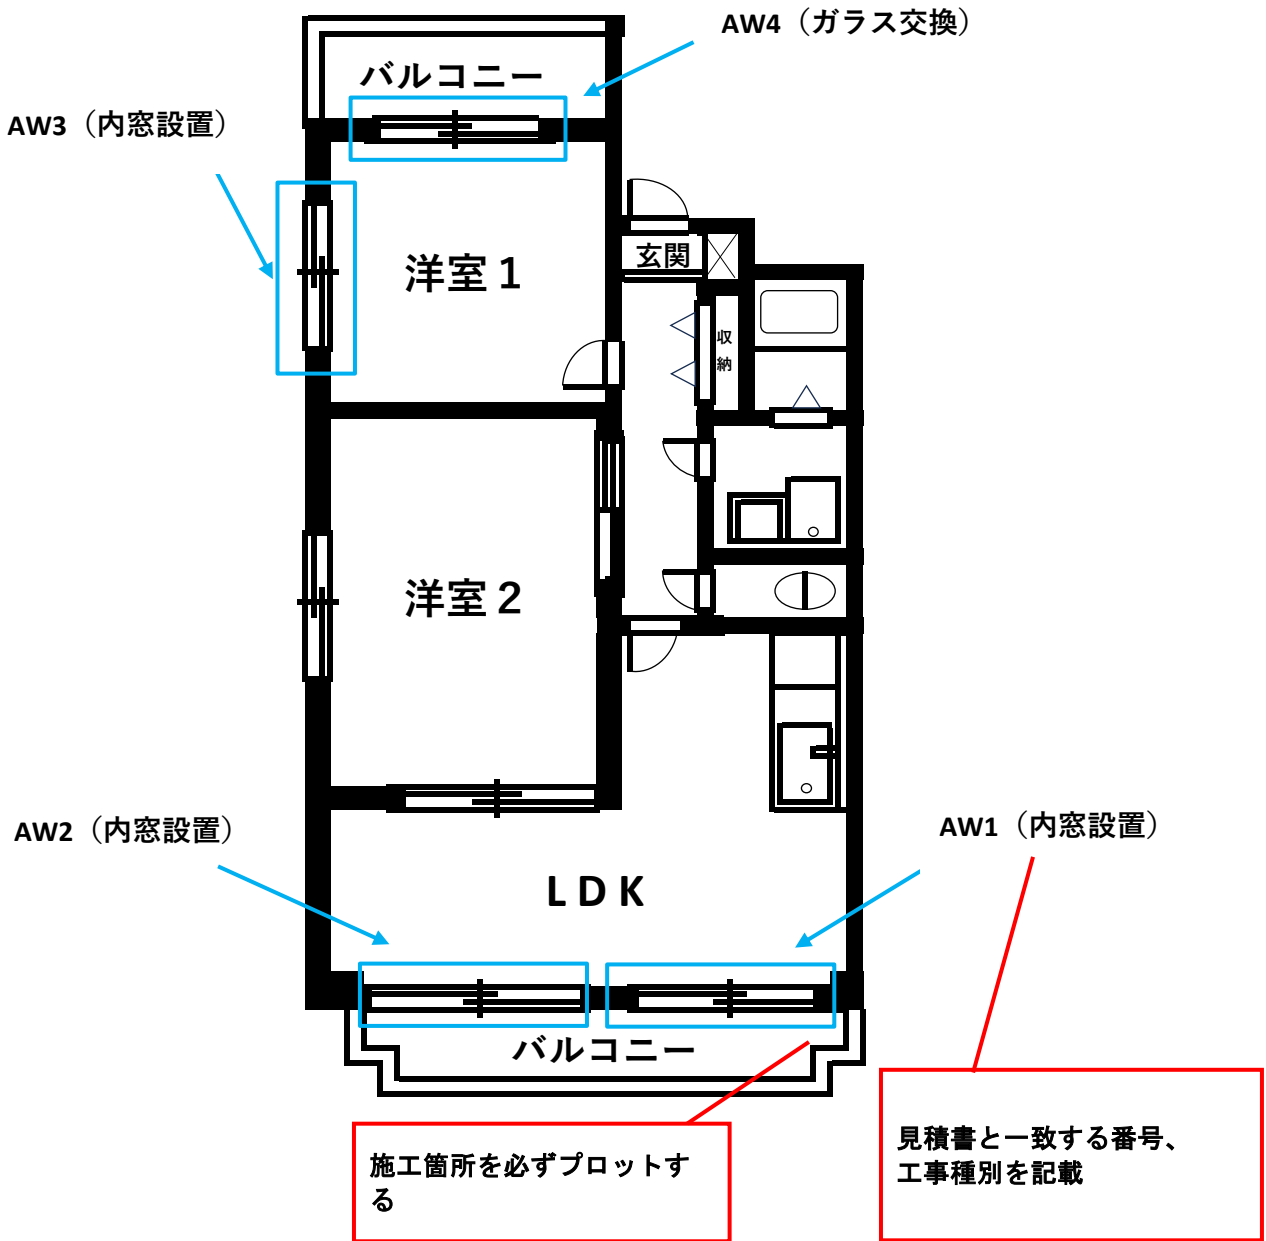 AW4（ガラス交換）
バルコニー
AW3（内窓設置）
洋室１
玄関
収
納
洋室２
AW2（内窓設置）
AW1（内窓設置）
ＬＤＫ
バルコニー
見積書と一致する番号、
工事種別を記載
施工箇所を必ずプロットす
る